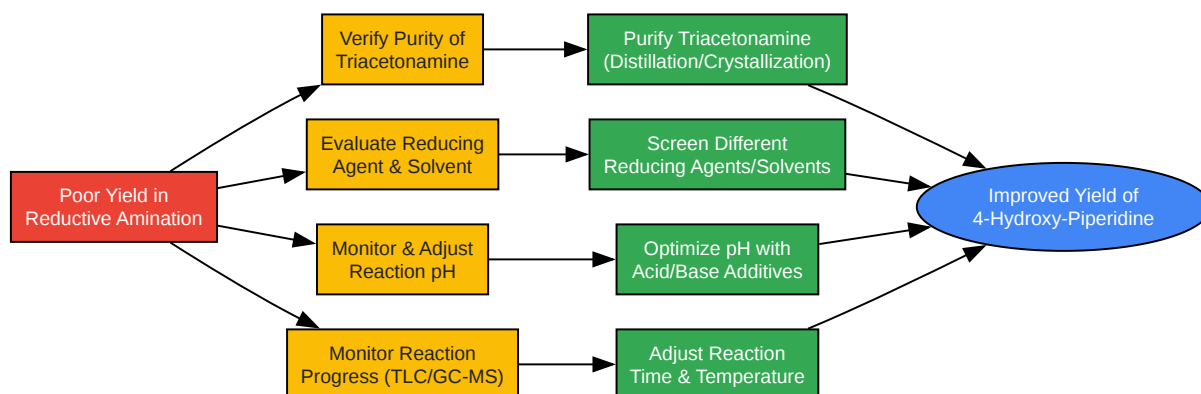 Verify Purity of
Triacetonamine
Purify Triacetonamine
(Distillation/Crystallization)
Evaluate Reducing
Agent & Solvent
Screen Different
Reducing Agents/Solvents
Poor Yield in
Reductive Amination
Improved Yield of
4-Hydroxy-Piperidine
Monitor & Adjust
Reaction pH
Optimize pH with
Acid/Base Additives
Monitor Reaction
Progress (TLC/GC-MS)
Adjust Reaction
Time & Temperature